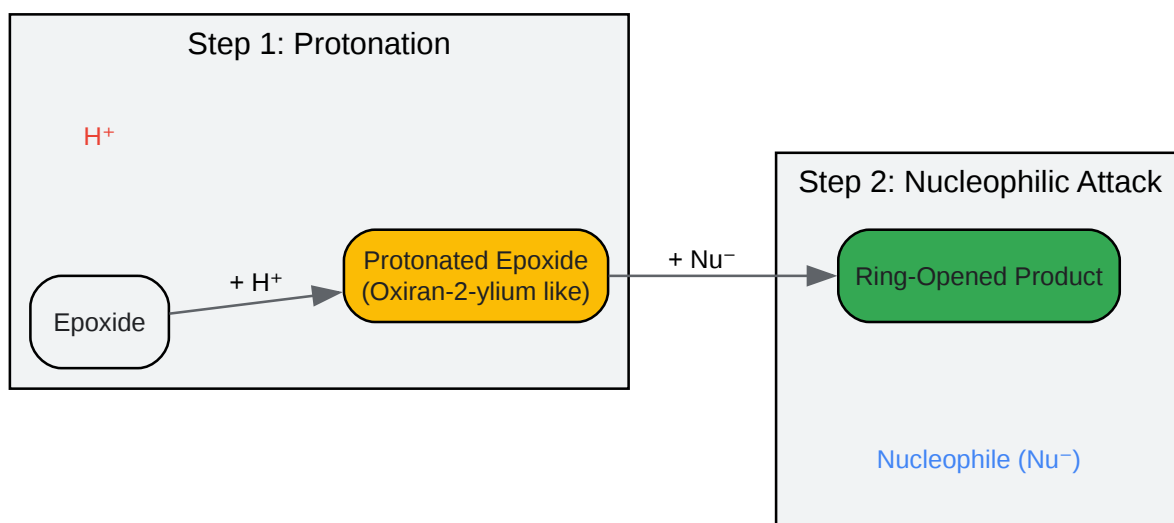 Step 1: Protonation
H⁺
Epoxide
+ H⁺
Protonated Epoxide
(Oxiran-2-ylium like)
+ Nu⁻
Step 2: Nucleophilic Attack
Ring-Opened Product
Nucleophile (Nu⁻)